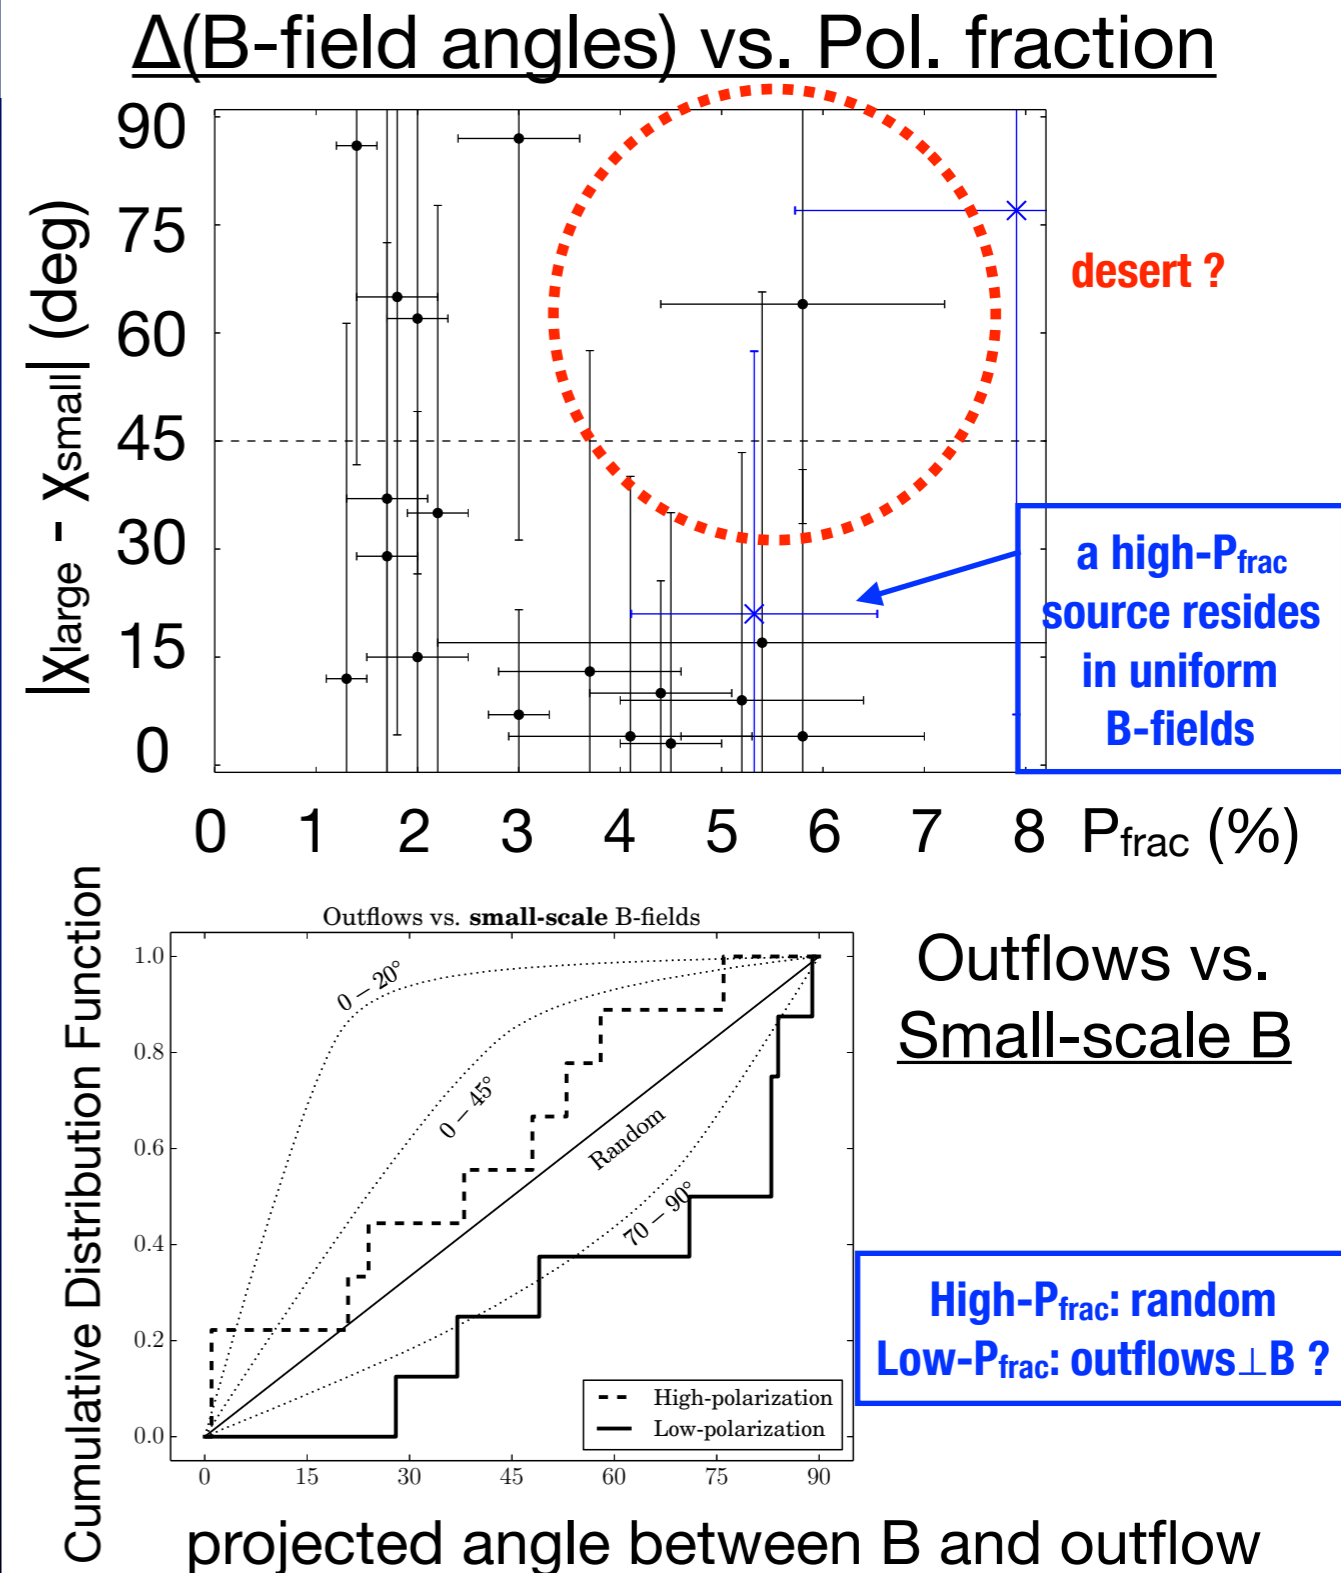 Δ(B-field angles) vs. Pol. fraction
|χlarge - χsmall| (deg)
90
75
60
45
30
15
0
desert ?
a high-Pfrac
source resides
in uniform
B-fields
0 1 2 3 4 5 6 7 8 Pfrac (%)
Outflows vs. small-scale B-fields
Cumulative Distribution Function
1.0
0.8
0.6
0.4
0.2
0.0
0 – 20°
0 – 45°
Random
70 – 90°
High-polarization
Low-polarization
0 15 30 45 60 75 90
projected angle between B and outflow
Outflows vs.
Small-scale B
High-Pfrac: random
Low-Pfrac: outflows⊥B ?